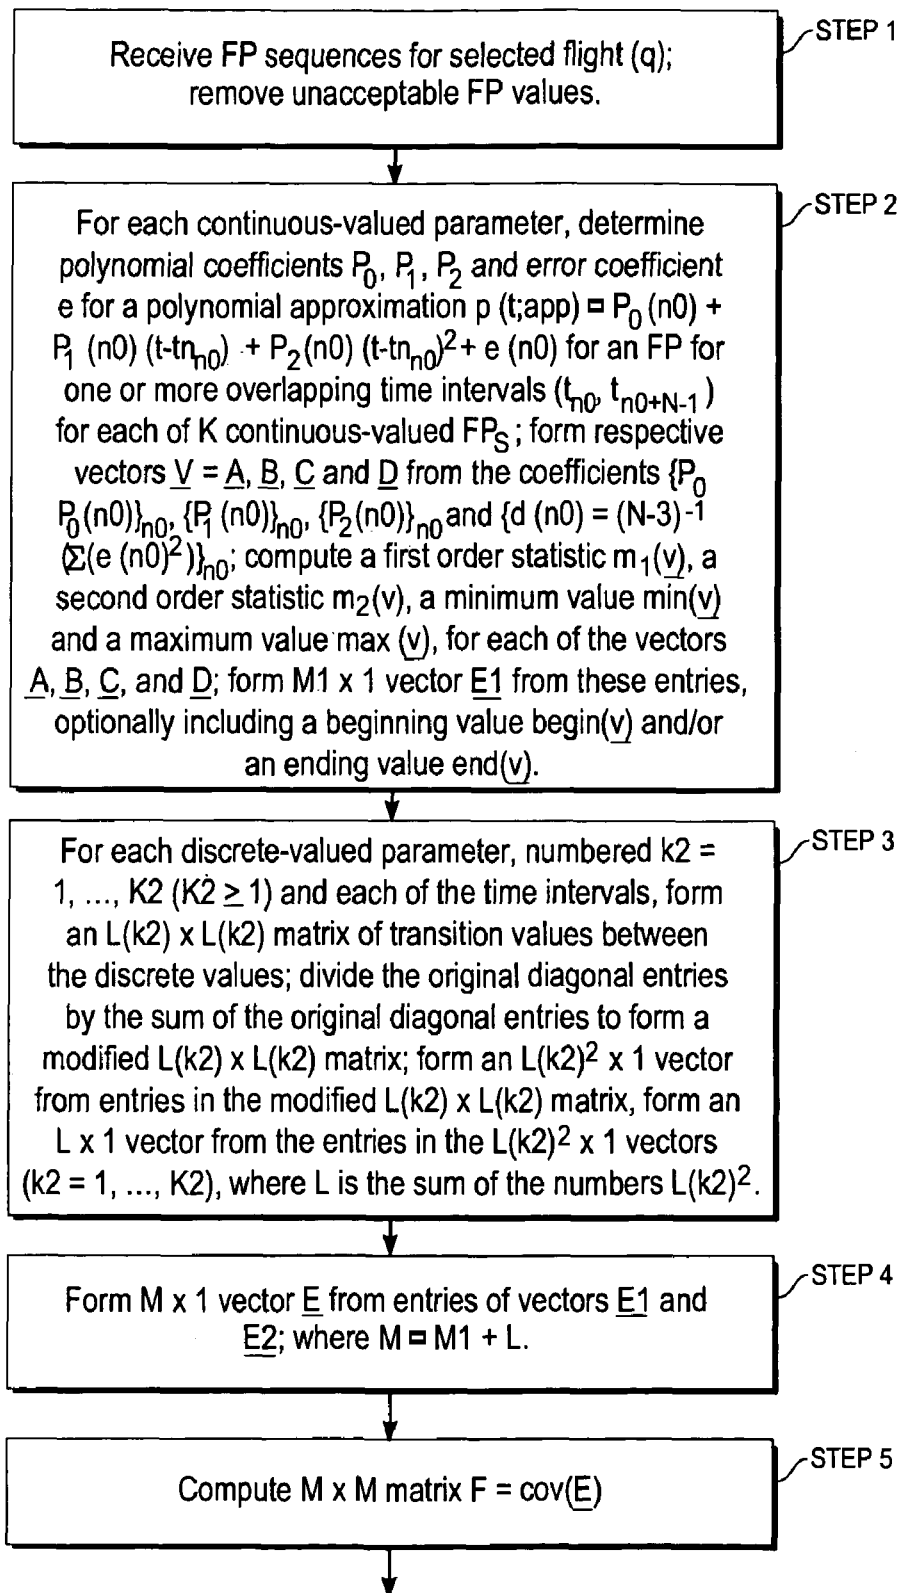 STEP 1
Receive FP sequences for selected flight (q);
remove unacceptable FP values.
STEP 2
For each continuous-valued parameter, determine
polynomial coefficients P₀, P₁, P₂ and error coefficient
e for a polynomial approximation p (t;app) = P₀ (n0) +
P₁ (n0) (t-tnₙ₀) + P₂(n0) (t-tnₙ₀)² + e (n0) for an FP for
one or more overlapping time intervals (tₙ₀, tₙ₀₊N₋₁)
for each of K continuous-valued FPS; form respective
vectors V = A, B, C and D from the coefficients {P₀
P₀(n0)}ₙ₀, {P₁ (n0)}ₙ₀, {P₂(n0)}ₙ₀ and {d (n0) = (N-3)⁻¹
(Σ(e (n0)²)}ₙ₀; compute a first order statistic m₁(v), a
second order statistic m₂(v), a minimum value min(v)
and a maximum value max (v), for each of the vectors
A, B, C, and D; form M1 x 1 vector E1 from these entries,
optionally including a beginning value begin(v) and/or
an ending value end(v).
STEP 3
For each discrete-valued parameter, numbered k2 =
1, ..., K2 (K2 ≥ 1) and each of the time intervals, form
an L(k2) x L(k2) matrix of transition values between
the discrete values; divide the original diagonal entries
by the sum of the original diagonal entries to form a
modified L(k2) x L(k2) matrix; form an L(k2)² x 1 vector
from entries in the modified L(k2) x L(k2) matrix, form an
L x 1 vector from the entries in the L(k2)² x 1 vectors
(k2 = 1, ..., K2), where L is the sum of the numbers L(k2)².
STEP 4
Form M x 1 vector E from entries of vectors E1 and
E2; where M = M1 + L.
STEP 5
Compute M x M matrix F = cov(E)